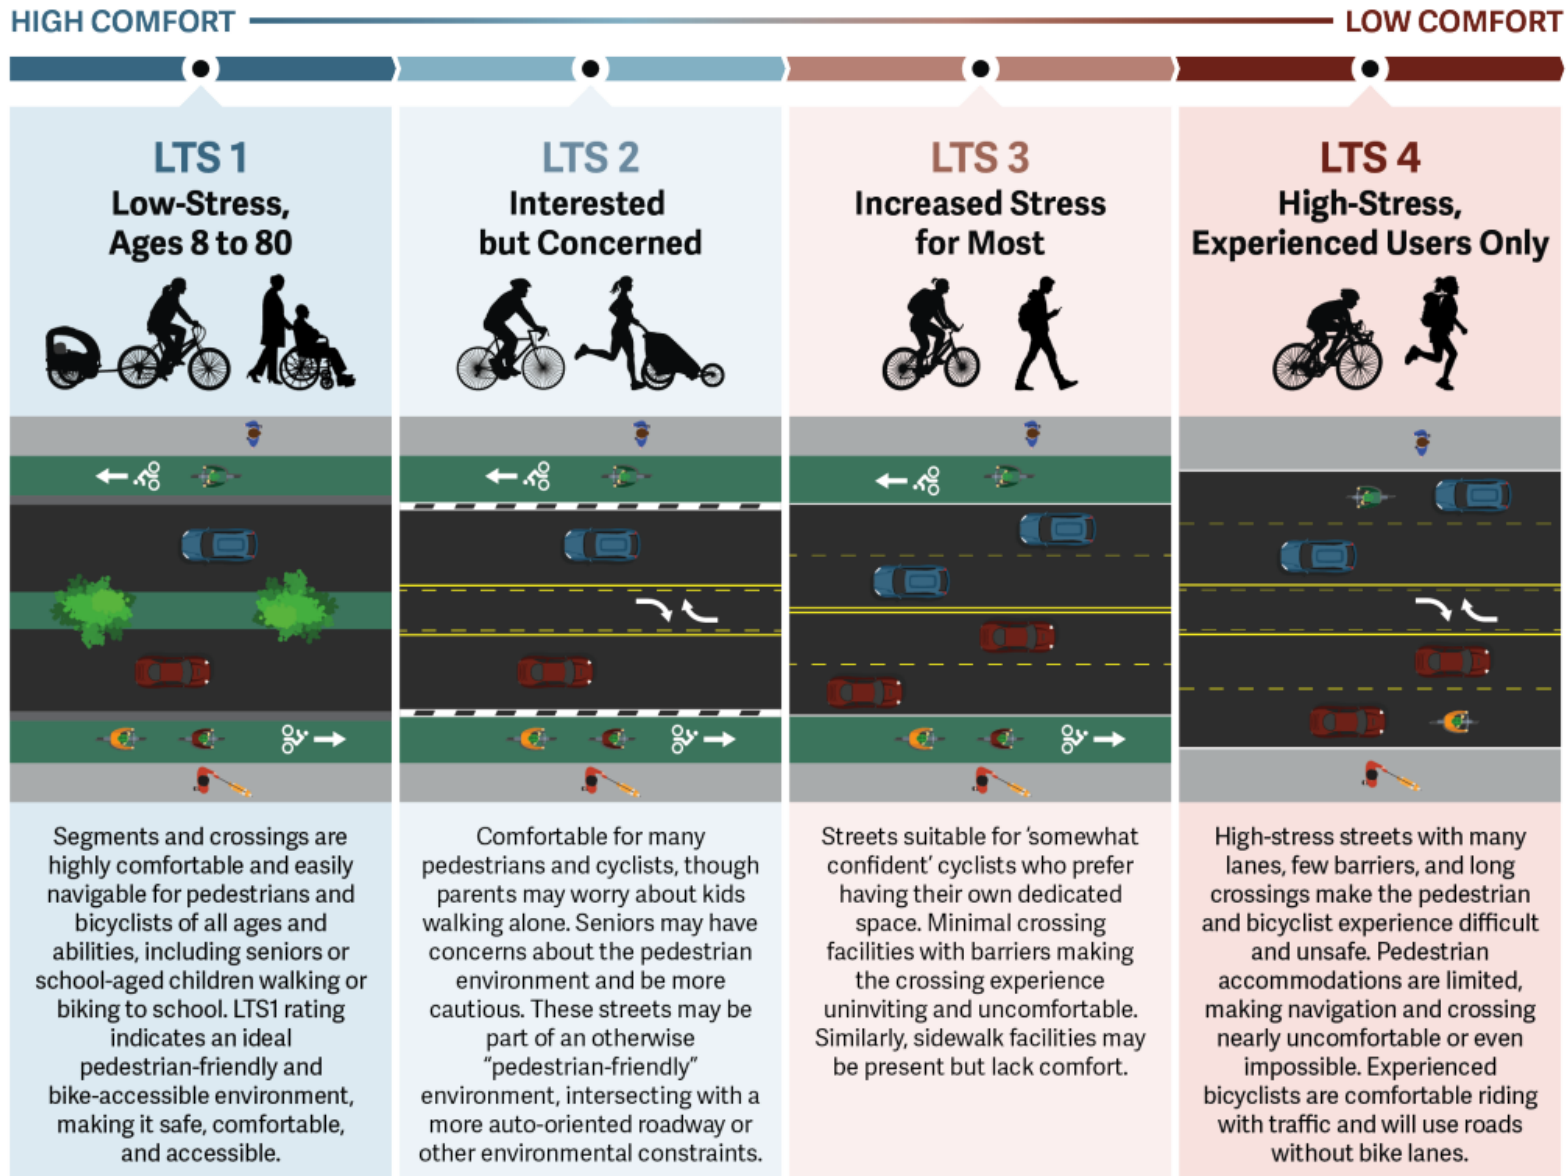 HIGH COMFORT
LOW COMFORT
LTS 1
Low-Stress,
Ages 8 to 80
Segments and crossings are
highly comfortable and easily
navigable for pedestrians and
bicyclists of all ages and
abilities, including seniors or
school-aged children walking or
biking to school. LTS1 rating
indicates an ideal
pedestrian-friendly and
bike-accessible environment,
making it safe, comfortable,
and accessible.
LTS 2
Interested
but Concerned
Comfortable for many
pedestrians and cyclists, though
parents may worry about kids
walking alone. Seniors may have
concerns about the pedestrian
environment and be more
cautious. These streets may be
part of an otherwise
“pedestrian-friendly”
environment, intersecting with a
more auto-oriented roadway or
other environmental constraints.
LTS 3
Increased Stress
for Most
Streets suitable for ‘somewhat
confident’ cyclists who prefer
having their own dedicated
space. Minimal crossing
facilities with barriers making
the crossing experience
uninviting and uncomfortable.
Similarly, sidewalk facilities may
be present but lack comfort.
LTS 4
High-Stress,
Experienced Users Only
High-stress streets with many
lanes, few barriers, and long
crossings make the pedestrian
and bicyclist experience difficult
and unsafe. Pedestrian
accommodations are limited,
making navigation and crossing
nearly uncomfortable or even
impossible. Experienced
bicyclists are comfortable riding
with traffic and will use roads
without bike lanes.